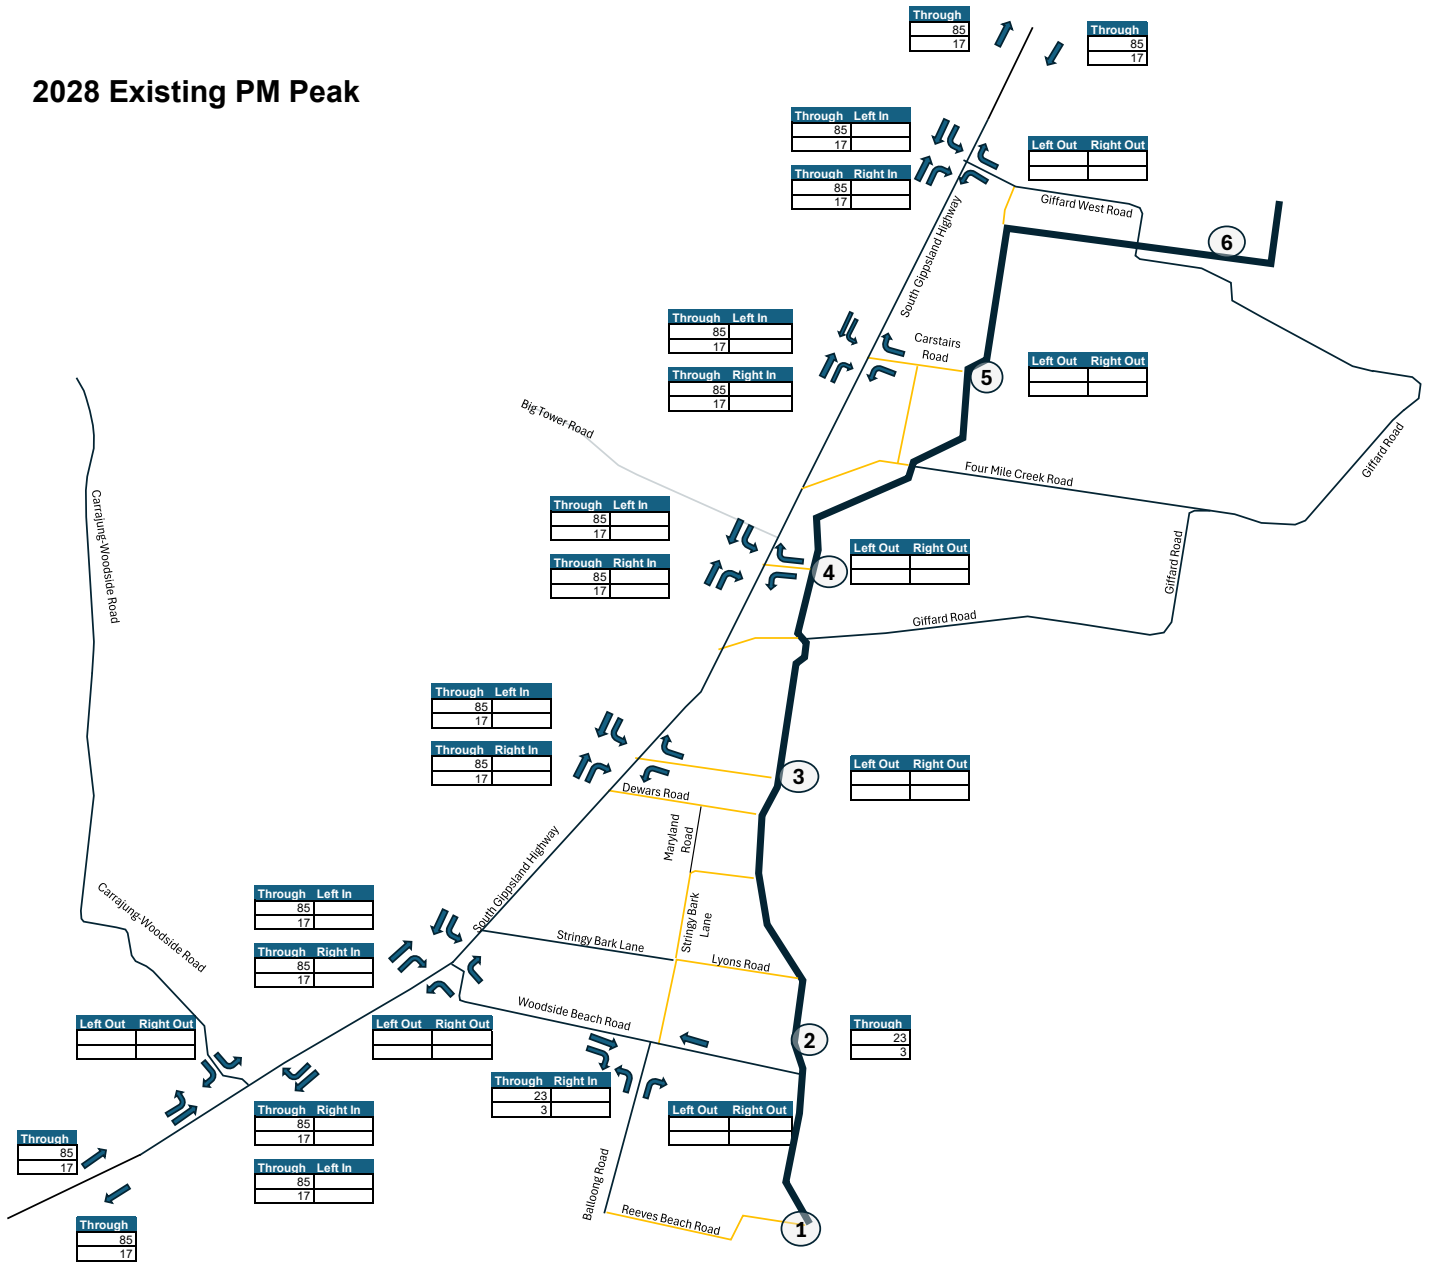 Through
85
17
Through
85
17
2028 Existing PM Peak
Through Left In
85
17
Left Out Right Out
Through Right In
85
17
Giffard West Road
South Gippsland Highway
6
Through Left In
85
17
Carstairs
Road
Left Out Right Out
Through Right In
85
17
5
Big Tower Road
Giffard Road
Four Mile Creek Road
Carrajung-Woodside Road
Through Left In
85
17
Left Out Right Out
Through Right In
85
17
4
Giffard Road
Giffard Road
Through Left In
85
17
Through Right In
85
17
Left Out Right Out
3
Dewars Road
Maryland
Road
South Gippsland Highway
Carrajung-Woodside Road
Through Left In
85
17
Stringy Bark
Lane
Stringy Bark Lane
Through Right In
85
17
Lyons Road
Woodside Beach Road
Left Out Right Out
Left Out Right Out
2
Through
23
3
Through Right In
23
3
Through Right In
85
17
Left Out Right Out
Through
85
17
Through Left In
85
17
Balloong Road
Reeves Beach Road
1
Through
85
17